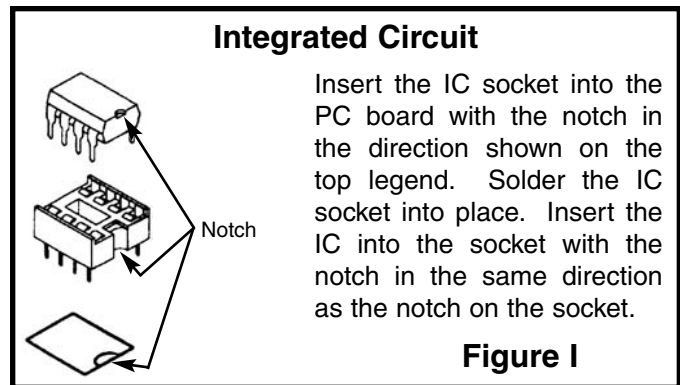 Integrated Circuit
Insert the IC socket into the
PC board with the notch in
the direction shown on the
top legend. Solder the IC
socket into place. Insert the
IC into the socket with the
notch in the same direction
as the notch on the socket.
Notch
Figure I